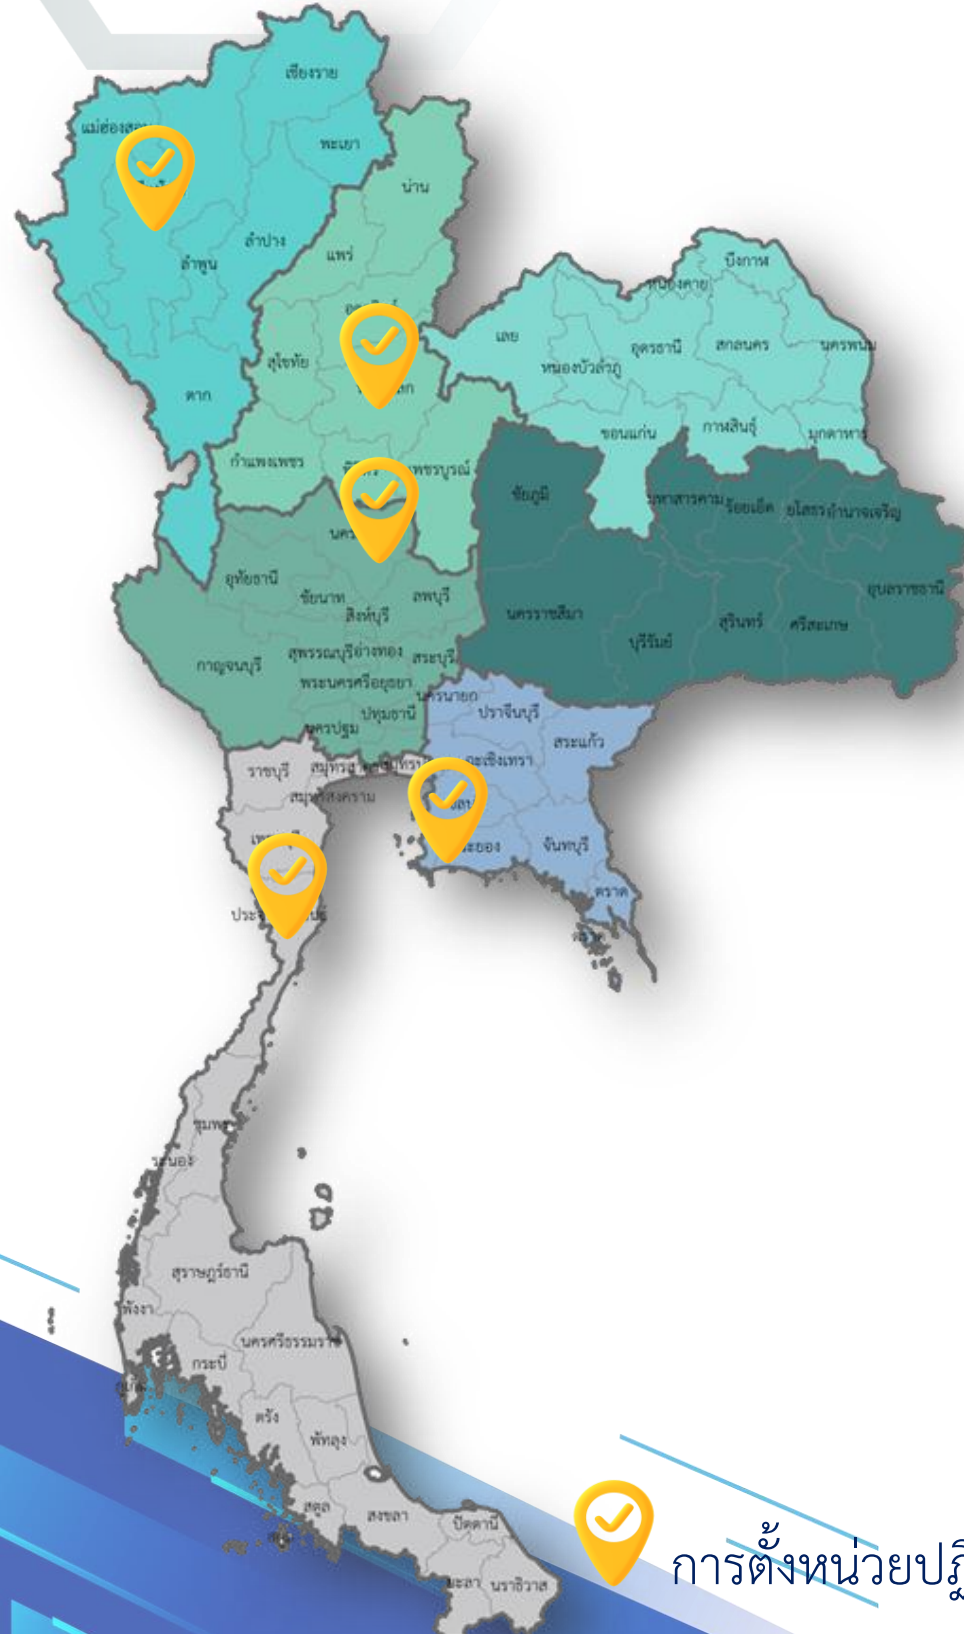 เชียงราย
พะเยา
น่าน
ลำปาง
แพร่
ลำพูน
บึงกาฬ
หนองคาย
เลย
อุดรธานี
สกลนคร
นครพนม
สุโขทัย
หนองบัวลำภู
ตาก
ขอนแก่น
กาฬสินธุ์
มุกดาหาร
กำแพงเพชร
เพชรบูรณ์
ชัยภูมิ
มหาสารคาม
ร้อยเอ็ด
ยโสธร
อำนาจเจริญ
อุทัยธานี
ชัยนาท
ลพบุรี
สิงห์บุรี
อุบลราชธานี
นครราชสีมา
บุรีรัมย์
สุรินทร์
ศรีสะเกษ
กาญจนบุรี
สุพรรณบุรี
อ่างทอง
สระบุรี
พระนครศรีอยุธยา
นครนายก
ปทุมธานี
ปราจีนบุรี
นครปฐม
สระแก้ว
ราชบุรี
สมุทรสงคราม
จันทบุรี
ตราด
ตราด
ชุมพร
ระนอง
สุราษฎร์ธานี
พังงา
นครศรีธรรมราช
กระบี่
ตรัง
พัทลุง
สตูล
สงขลา
ปัตตานี
ยะลา
นราธิวาส
การตั้งหน่วยปฏิ